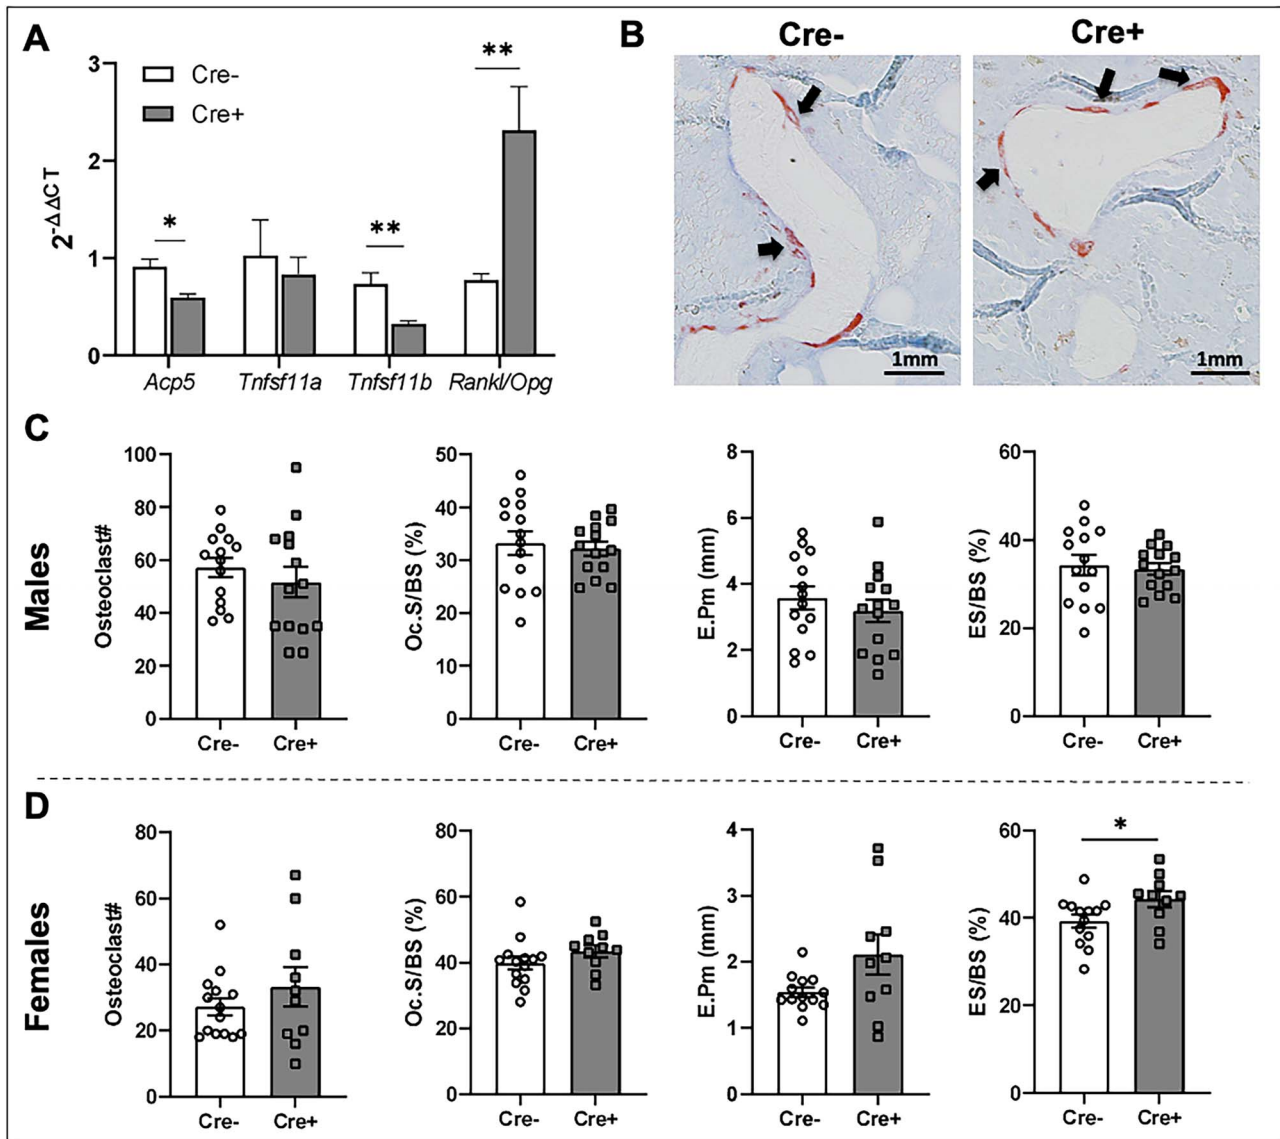 A
3
2
1
0
2-ΔΔCT
Cre-
Cre+
*
**
**
Acp5
Tnfsf11a
Tnfsf11b
Rankl/Opg
B
Cre-
Cre+
1mm
1mm
C
Males
100
80
60
40
20
0
Osteoclast#
Cre-
Cre+
50
40
30
20
10
0
Oc.S/BS (%)
Cre-
Cre+
8
6
4
2
0
E.Pm (mm)
Cre-
Cre+
60
40
20
0
ES/BS (%)
Cre-
Cre+
D
Females
80
60
40
20
0
Osteoclast#
Cre-
Cre+
80
60
40
20
0
Oc.S/BS (%)
Cre-
Cre+
4
3
2
1
0
E.Pm (mm)
Cre-
Cre+
60
40
20
0
ES/BS (%)
*
Cre-
Cre+